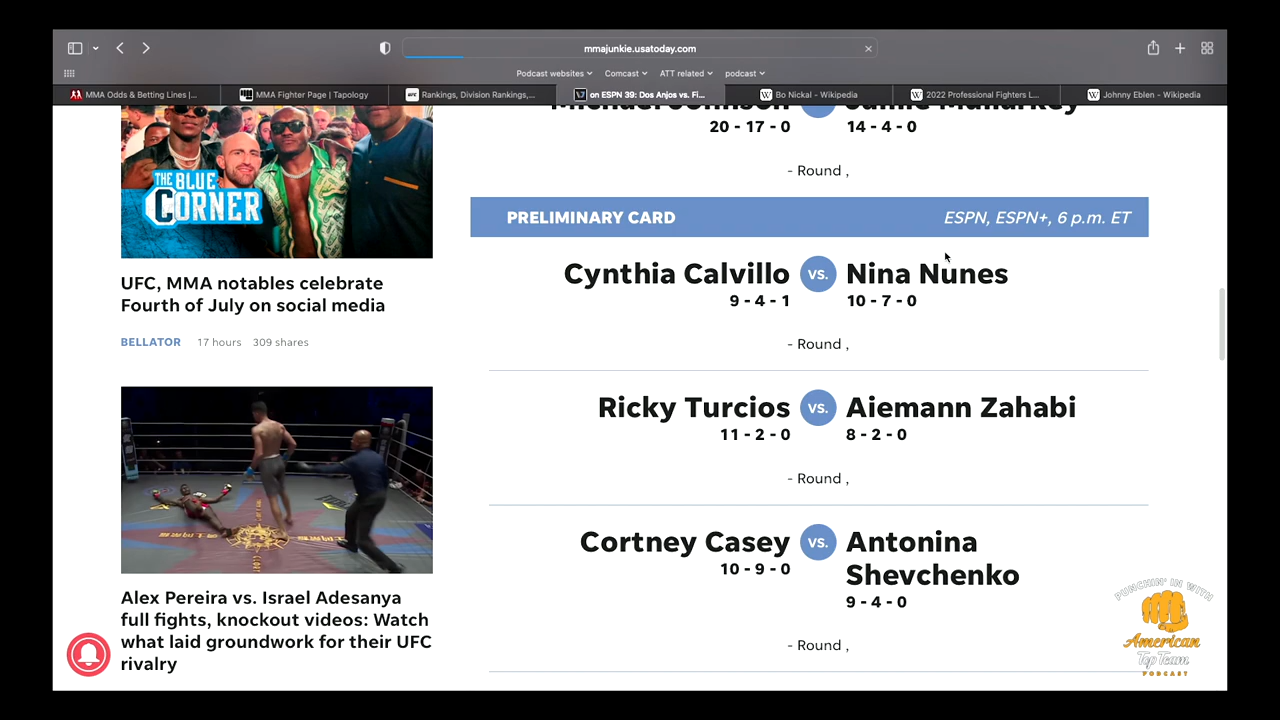 mmajunkie.usatoday.com
Podcast websites
Comcast
ATT related
podcast
MMA Odds & Betting Lines |...
MMA Fighter Page | Tapology
Rankings, Division Rankings,...
on ESPN 39: Dos Anjos vs. Fi...
Bo Nickal - Wikipedia
2022 Professional Fighters L...
Johnny Eblen - Wikipedia
THE BLUE
CORNER
UFC, MMA notables celebrate
Fourth of July on social media
BELLATOR 17 hours 309 shares
Alex Pereira vs. Israel Adesanya
full fights, knockout videos: Watch
what laid groundwork for their UFC
rivalry
Michael Johnson Jamie Mullarkey
20 - 17 - 0 14 - 4 - 0
- Round ,
PRELIMINARY CARD ESPN, ESPN+, 6 p.m. ET
Cynthia Calvillo VS. Nina Nunes
9 - 4 - 1 10 - 7 - 0
- Round ,
Ricky Turcios VS. Aiemann Zahabi
11 - 2 - 0 8 - 2 - 0
- Round ,
Cortney Casey VS. Antonina
Shevchenko
10 - 9 - 0 9 - 4 - 0
- Round ,
PUNCHIN' IN WITH
American
Top Team
PODCAST